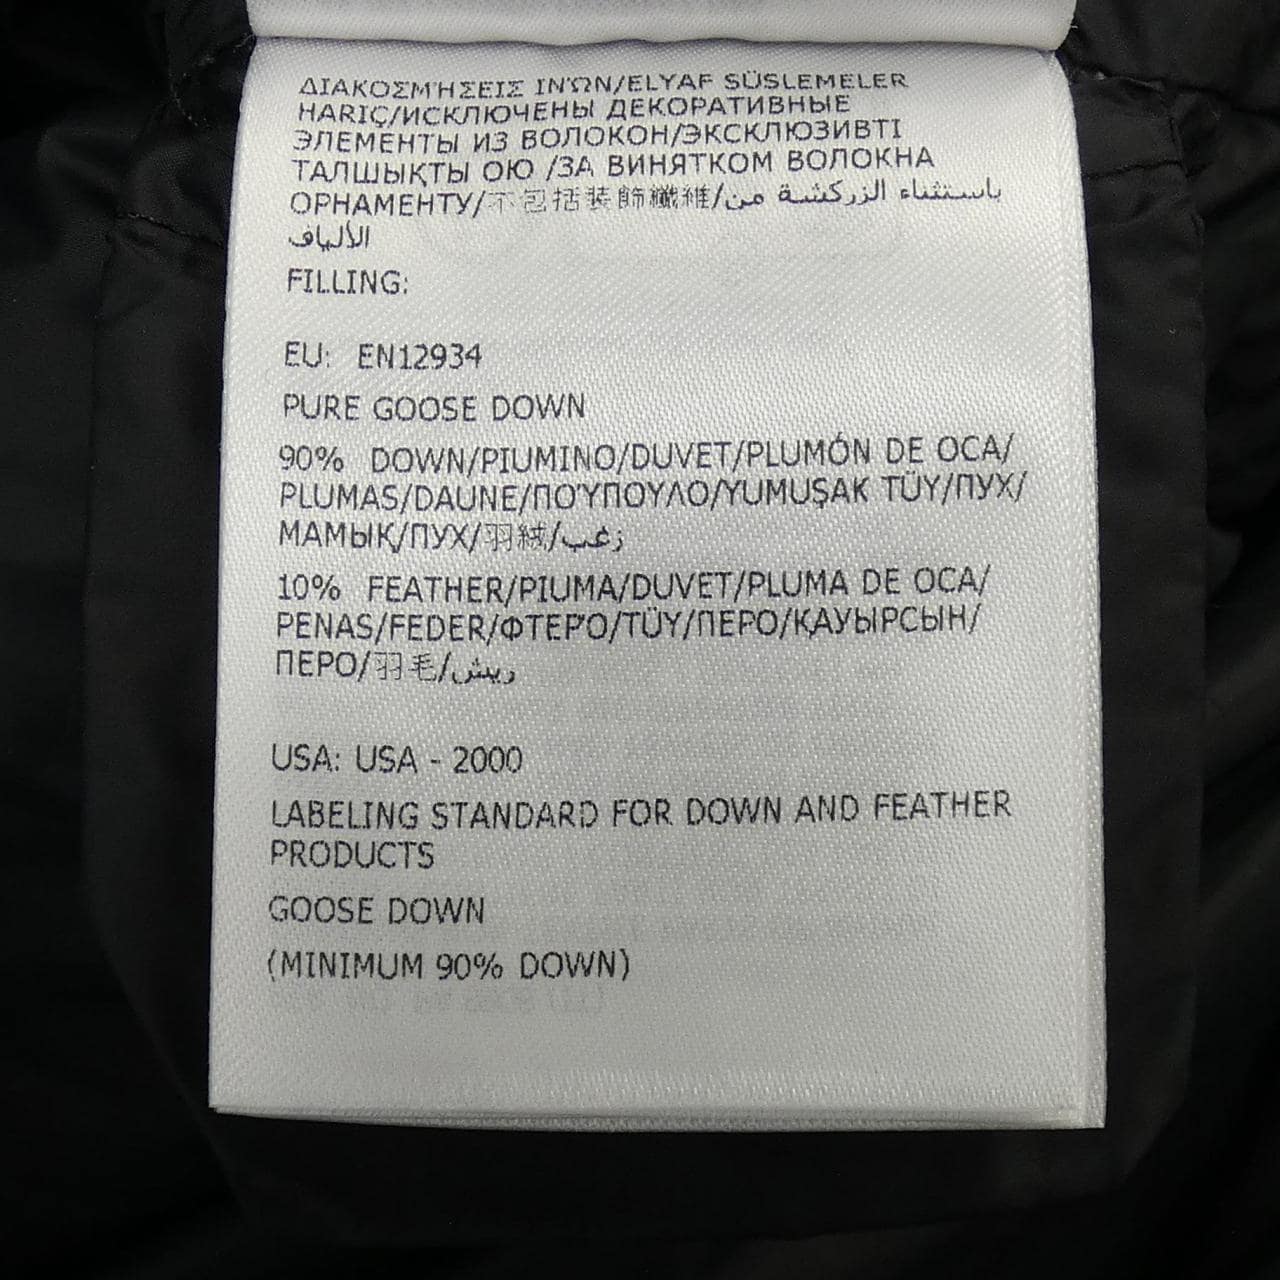 ΔΙΑΚΟΣΜΉΣΕΙΣ ΙΝΏΝ/ELYAF SÜSLEMELER
HARIÇ/ИСКЛЮЧЕНЫ ДЕКОРАТИВНЫЕ
ЭЛЕМЕНТЫ ИЗ ВОЛОКОН/ЭКСКЛЮЗИВТІ
ТАЛШЫҚТЫ ОЮ /ЗА ВИНЯТКОМ ВОЛОКНА
ОРНАМЕНТУ/不包括裝飾纖維/باستثناء الزركشة من
الألياف
FILLING:
EU: EN12934
PURE GOOSE DOWN
90% DOWN/PIUMINO/DUVET/PLUMÓN DE OCA/
PLUMAS/DAUNE/ΠΟΎΠΟΥΛΟ/YUMUŞAK TÜY/ПУХ/
МАМЫҚ/ПУХ/羽絨/زغب
10% FEATHER/PIUMA/DUVET/PLUMA DE OCA/
PENAS/FEDER/ΦΤΕΡΌ/TÜY/ПЕРО/ҚАУЫРСЫН/
ПЕРО/羽毛/ريش
USA: USA - 2000
LABELING STANDARD FOR DOWN AND FEATHER
PRODUCTS
GOOSE DOWN
(MINIMUM 90% DOWN)